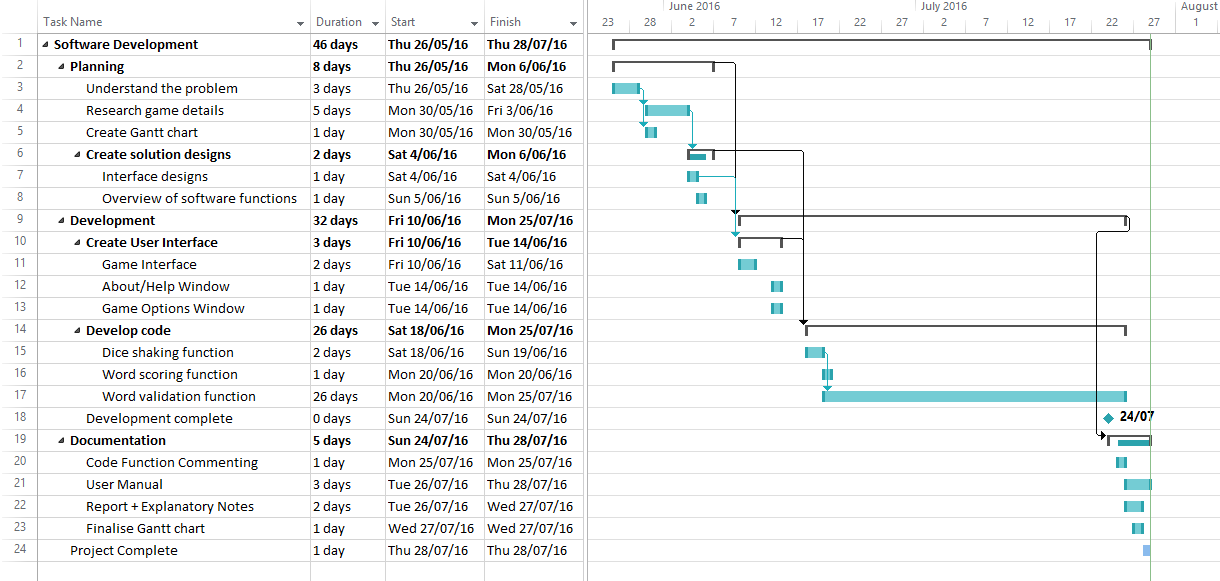 June 2016 July 2016 August
Task Name Duration Start Finish 23 28 2 7 12 17 22 27 2 7 12 17 22 27 1
1 Software Development 46 days Thu 26/05/16 Thu 28/07/16
2 Planning 8 days Thu 26/05/16 Mon 6/06/16
3 Understand the problem 3 days Thu 26/05/16 Sat 28/05/16
4 Research game details 5 days Mon 30/05/16 Fri 3/06/16
5 Create Gantt chart 1 day Mon 30/05/16 Mon 30/05/16
6 Create solution designs 2 days Sat 4/06/16 Mon 6/06/16
7 Interface designs 1 day Sat 4/06/16 Sat 4/06/16
8 Overview of software functions 1 day Sun 5/06/16 Sun 5/06/16
9 Development 32 days Fri 10/06/16 Mon 25/07/16
10 Create User Interface 3 days Fri 10/06/16 Tue 14/06/16
11 Game Interface 2 days Fri 10/06/16 Sat 11/06/16
12 About/Help Window 1 day Tue 14/06/16 Tue 14/06/16
13 Game Options Window 1 day Tue 14/06/16 Tue 14/06/16
14 Develop code 26 days Sat 18/06/16 Mon 25/07/16
15 Dice shaking function 2 days Sat 18/06/16 Sun 19/06/16
16 Word scoring function 1 day Mon 20/06/16 Mon 20/06/16
17 Word validation function 26 days Mon 20/06/16 Mon 25/07/16
18 Development complete 0 days Sun 24/07/16 Sun 24/07/16 24/07
19 Documentation 5 days Sun 24/07/16 Thu 28/07/16
20 Code Function Commenting 1 day Mon 25/07/16 Mon 25/07/16
21 User Manual 3 days Tue 26/07/16 Thu 28/07/16
22 Report + Explanatory Notes 2 days Tue 26/07/16 Wed 27/07/16
23 Finalise Gantt chart 1 day Wed 27/07/16 Wed 27/07/16
24 Project Complete 1 day Thu 28/07/16 Thu 28/07/16